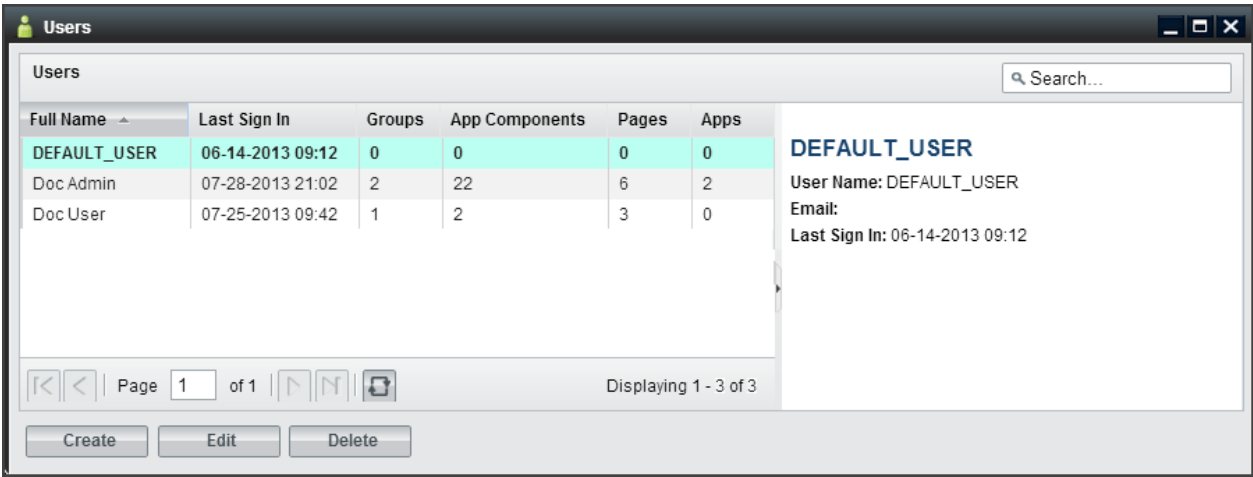 Users
Users
Search...
Full Name Last Sign In Groups App Components Pages Apps
DEFAULT_USER 06-14-2013 09:12 0 0 0 0
Doc Admin 07-28-2013 21:02 2 22 6 2
Doc User 07-25-2013 09:42 1 2 3 0
DEFAULT_USER
User Name: DEFAULT_USER
Email:
Last Sign In: 06-14-2013 09:12
Page 1 of 1 Displaying 1 - 3 of 3
Create Edit Delete